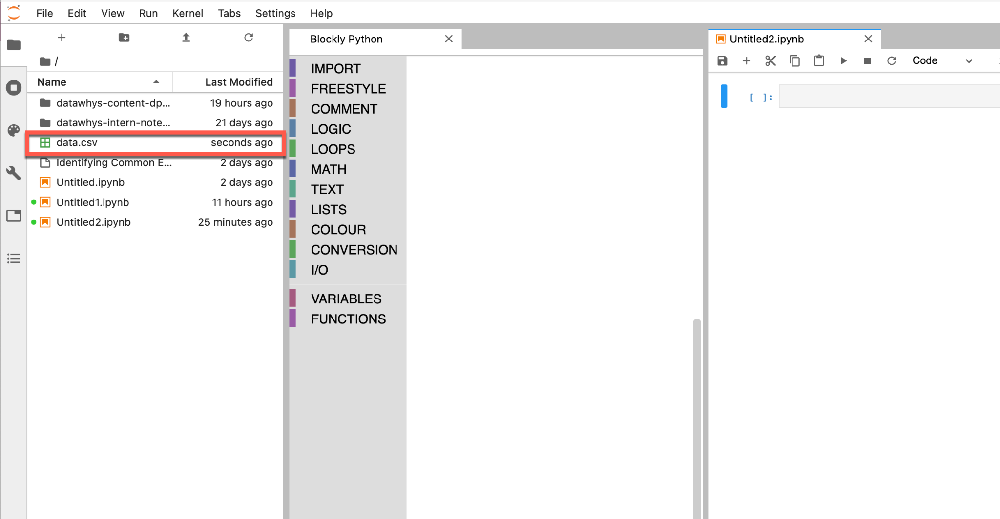 File Edit View Run Kernel Tabs Settings Help
/
Name Last Modified
datawhys-content-dp... 19 hours ago
datawhys-intern-note... 21 days ago
data.csv seconds ago
Identifying Common E... 2 days ago
Untitled.ipynb 2 days ago
Untitled1.ipynb 11 hours ago
Untitled2.ipynb 25 minutes ago
Blockly Python
IMPORT
FREESTYLE
COMMENT
LOGIC
LOOPS
MATH
TEXT
LISTS
COLOUR
CONVERSION
I/O
VARIABLES
FUNCTIONS
Untitled2.ipynb
Code
[ ]: